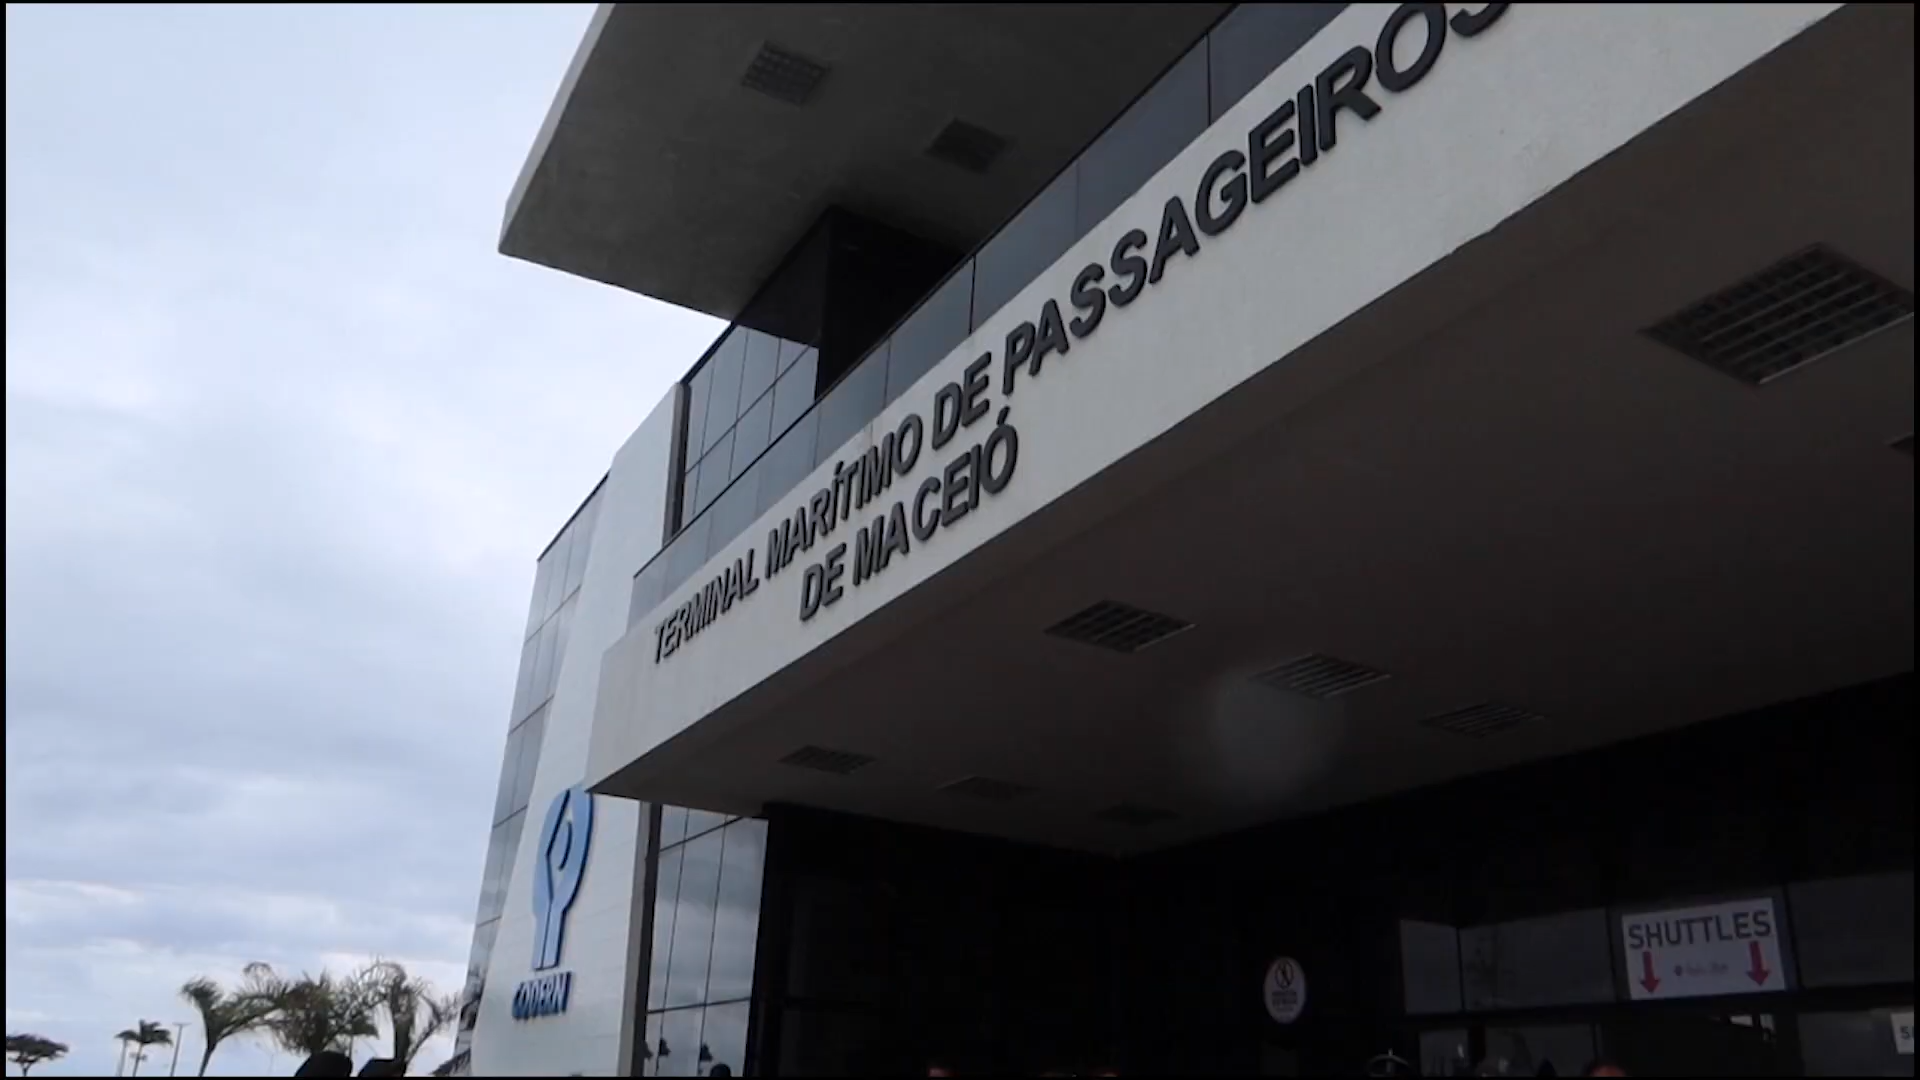 TERMINAL MARÍTIMO DE PASSAGEIROS
DE MACEIÓ
CODERN
SHUTTLES